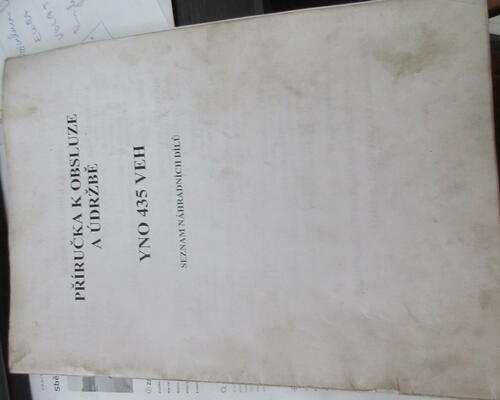 PŘÍRUČKA K OBSLUZE
A ÚDRŽBĚ
YNO 435 VEH
SEZNAM NÁHRADNÍCH DÍLŮ